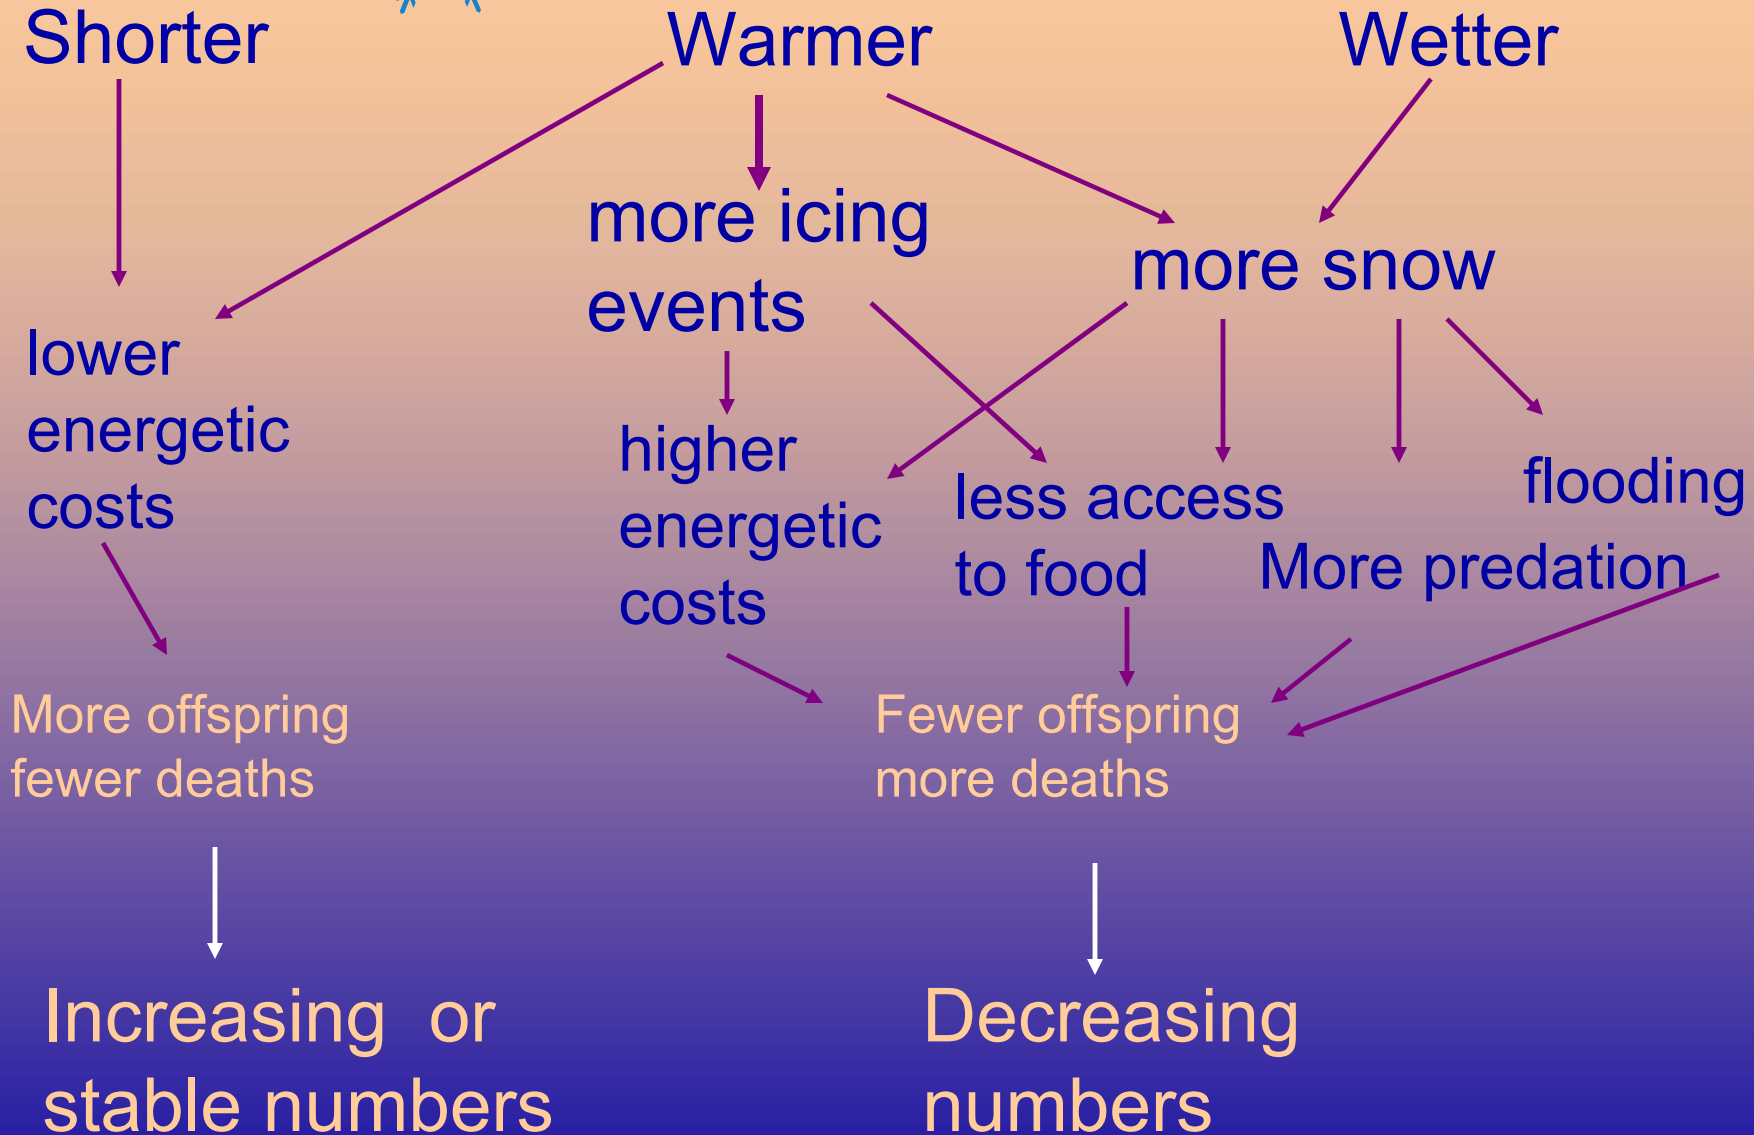 Shorter
Warmer
Wetter
more icing
events
more snow
lower
energetic
costs
higher
energetic
costs
less access
to food
flooding
More predation
More offspring
fewer deaths
Fewer offspring
more deaths
Increasing or
stable numbers
Decreasing
numbers